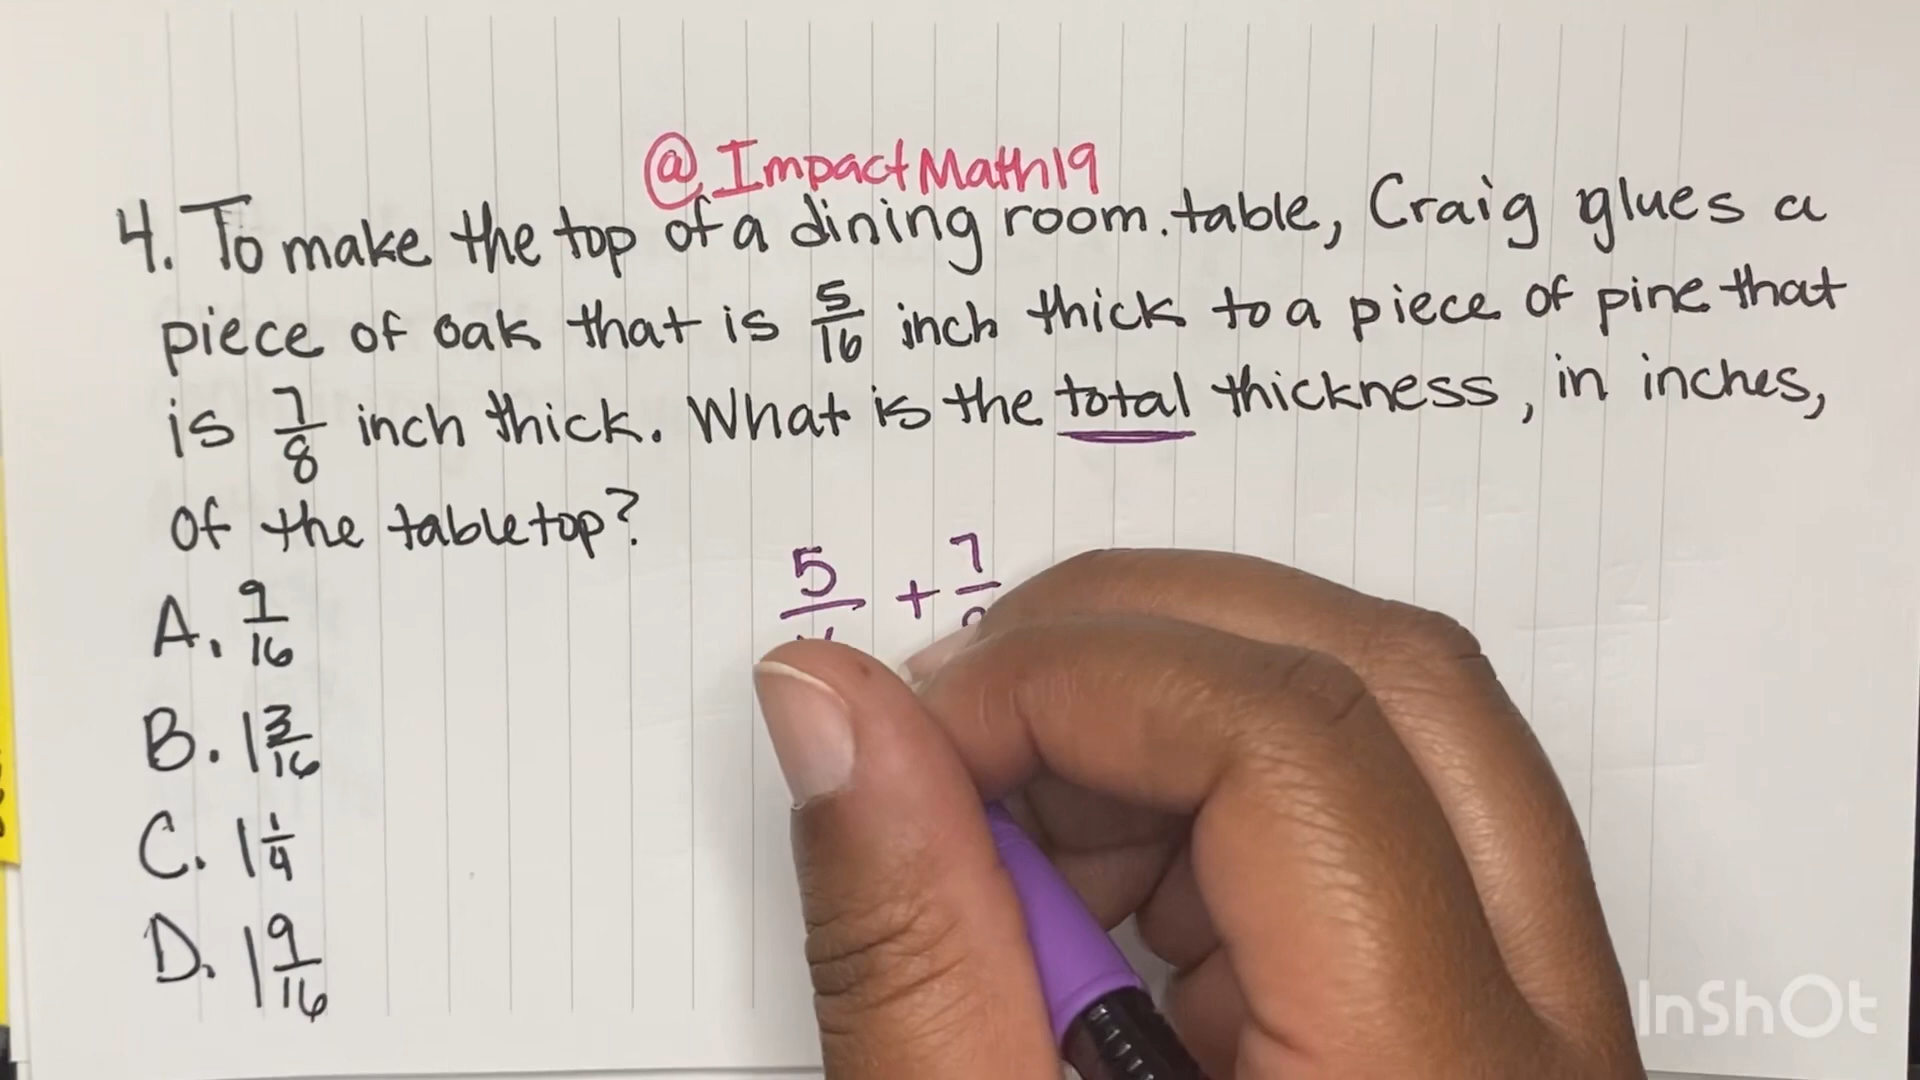 @ImpactMath19
4. To make the top of a dining room table, Craig glues a
piece of oak that is 5/16 inch thick to a piece of pine that
is 7/8 inch thick. What is the total thickness, in inches,
of the tabletop?
5/ + 7/
A. 9/16
B. 1 3/16
C. 1 1/4
D. 1 9/16
InShOt